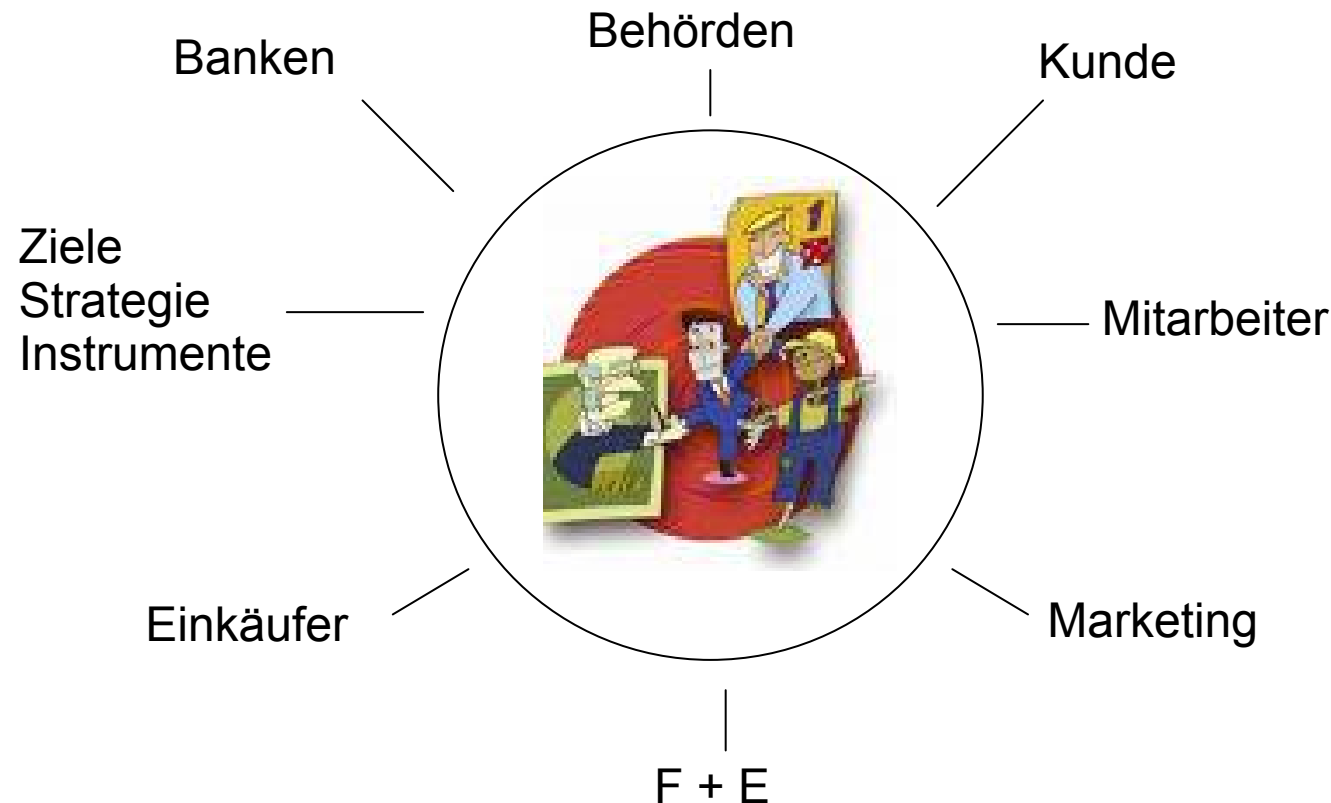 Behörden
Banken
Kunde
Ziele
Strategie
Instrumente
Mitarbeiter
Einkäufer
Marketing
F + E